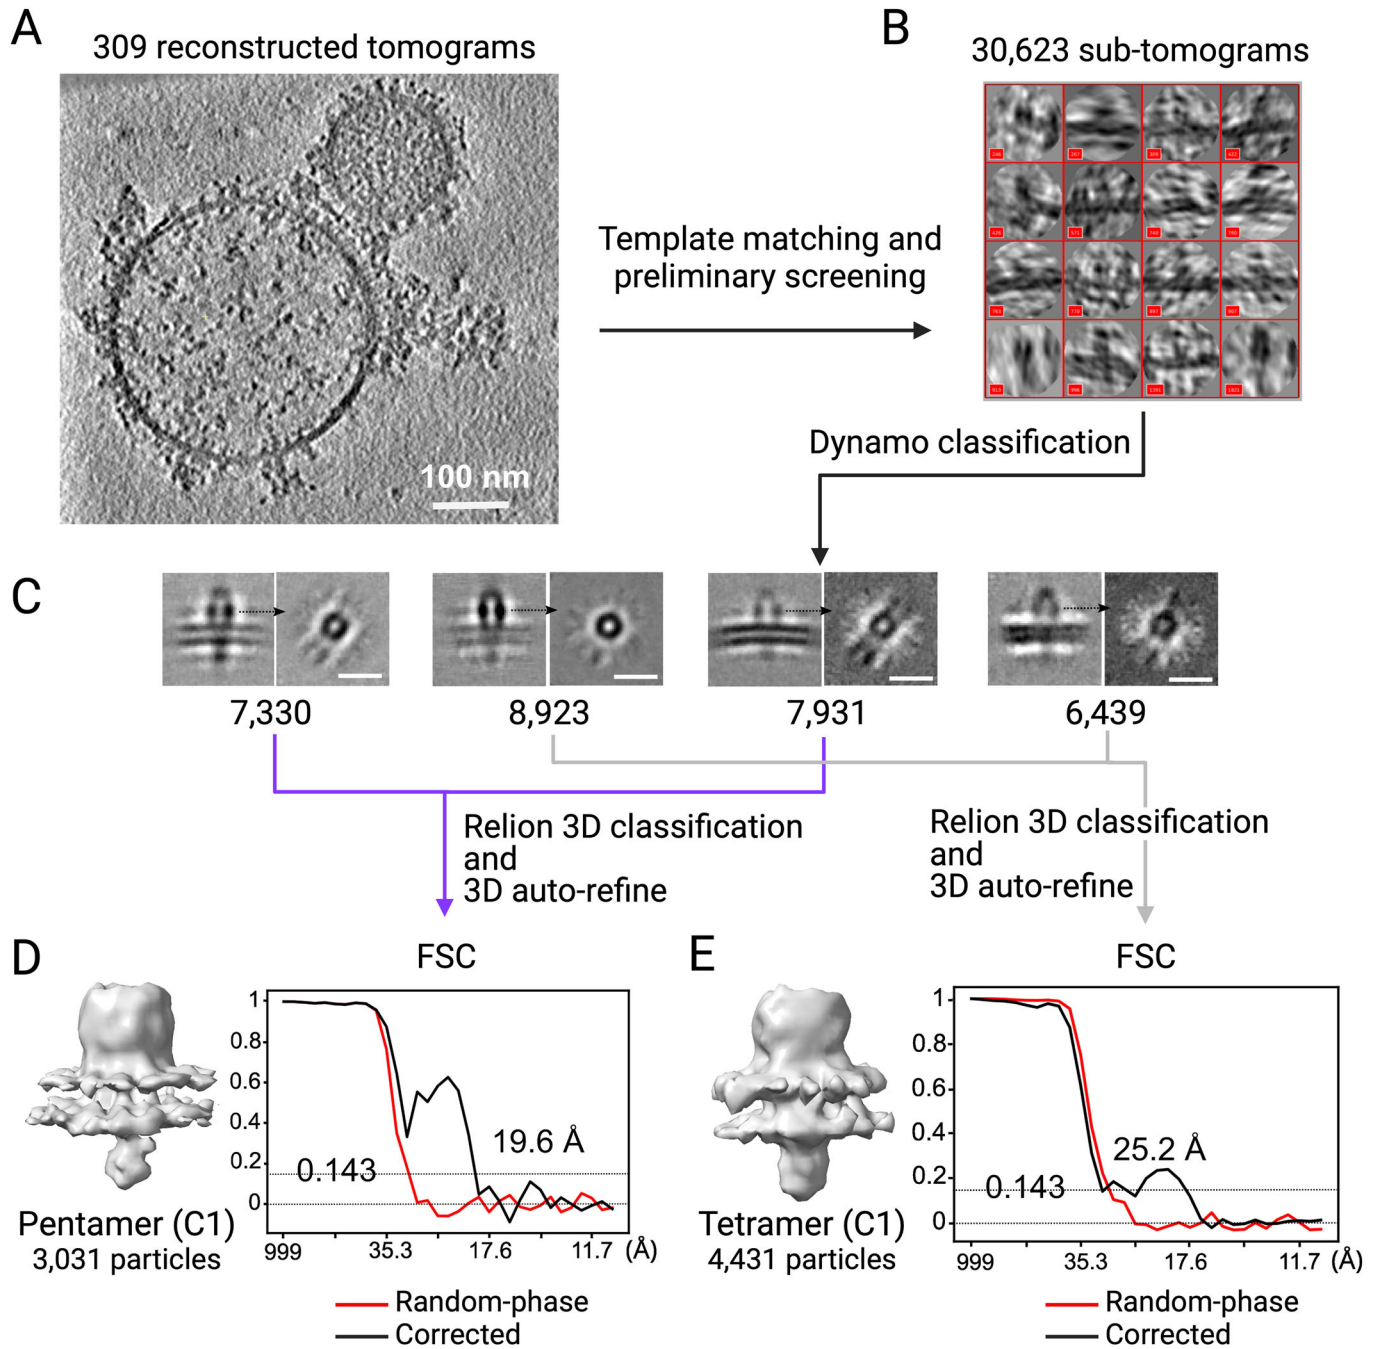 A
309 reconstructed tomograms
100 nm
Template matching and
preliminary screening
B
30,623 sub-tomograms
Dynamo classification
C
7,330
8,923
7,931
6,439
Relion 3D classification
and
3D auto-refine
Relion 3D classification
and
3D auto-refine
D
FSC
1
0.8
0.6
0.4
0.2
0
0.143
19.6 Å
999
35.3
17.6
11.7
(Å)
Pentamer (C1)
3,031 particles
Random-phase
Corrected
E
FSC
1
0.8
0.6
0.4
0.2
0
0.143
25.2 Å
999
35.3
17.6
11.7
(Å)
Tetramer (C1)
4,431 particles
Random-phase
Corrected